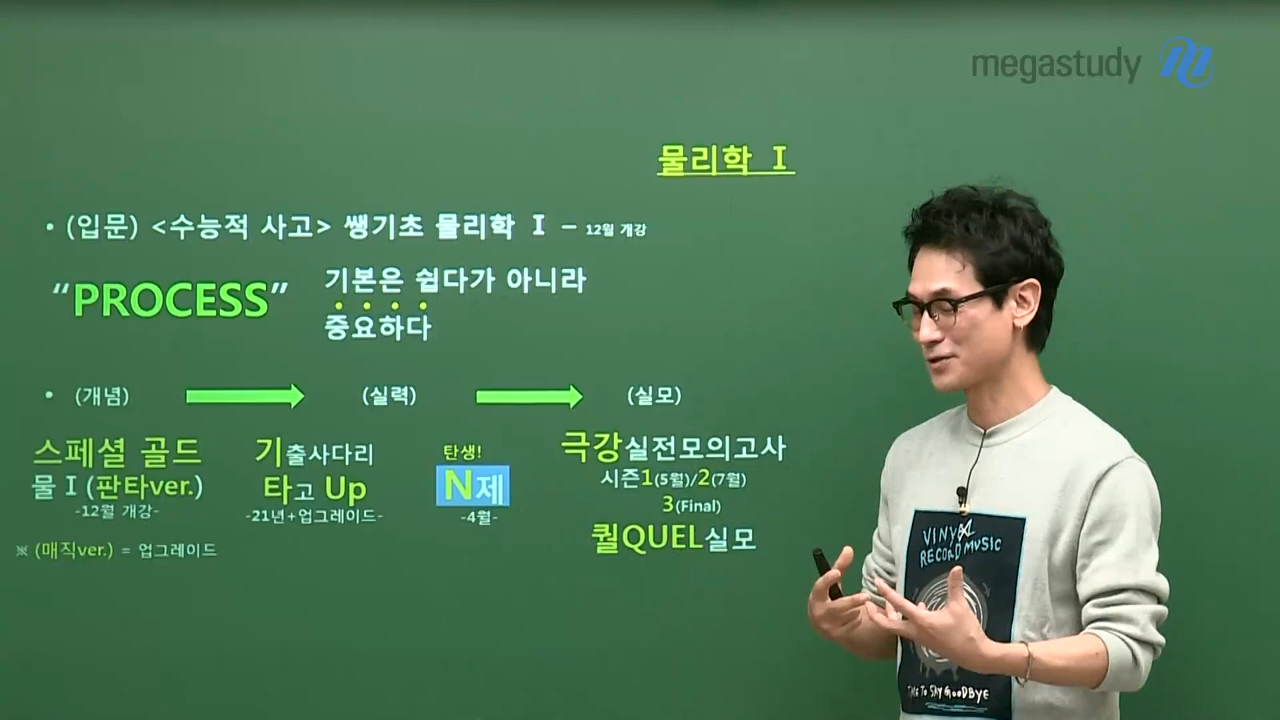 megastudy
물리학 Ⅰ
• (입문) <수능적 사고> 쌩기초 물리학 Ⅰ – 12월 개강
“PROCESS” 기본은 쉽다가 아니라
중요하다
• (개념) (실력) (실모)
스페셜 골드
물Ⅰ(판타ver.)
-12월 개강-
※ (매직ver.) = 업그레이드
기출사다리
타고 Up
-21년+업그레이드-
탄생!
N제
-4월-
극강실전모의고사
시즌1(5월)/2(7월)
3(Final)
퀄QUEL실모
VINYL
RECORD MUSIC
TIME TO SAY GOODBYE